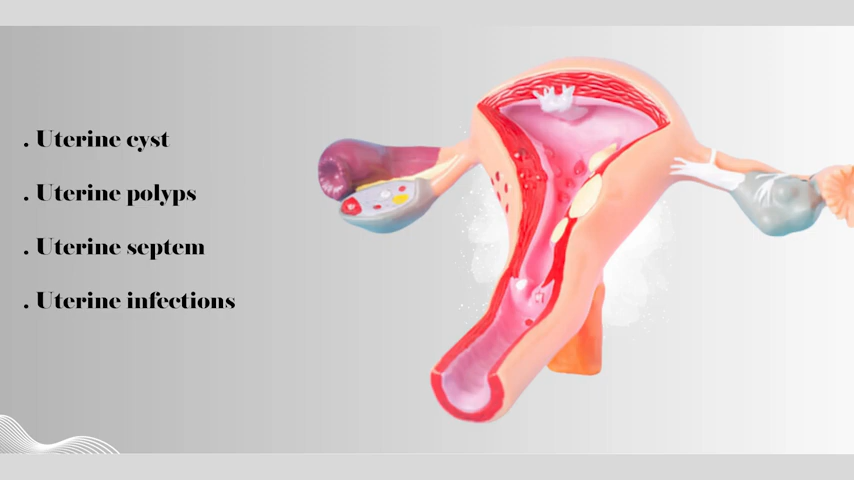 . Uterine cyst
. Uterine polyps
. Uterine septem
. Uterine infections